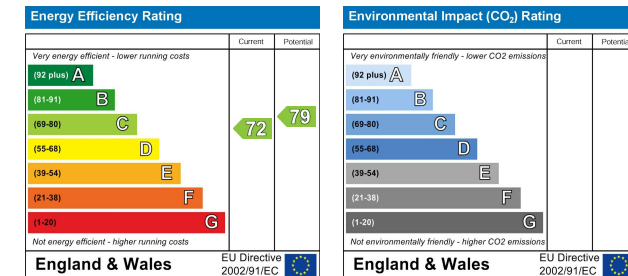 Energy Efficiency Rating
Current Potential
Very energy efficient - lower running costs
(92 plus) A
(81-91) B
(69-80) C
(55-68) D
(39-54) E
(21-38) F
(1-20) G
72
79
Not energy efficient - higher running costs
England & Wales
EU Directive
2002/91/EC
Environmental Impact (CO₂) Rating
Current Potentia
Very environmentally friendly - lower CO2 emissions
(92 plus) A
(81-91) B
(69-80) C
(55-68) D
(39-54) E
(21-38) F
(1-20) G
Not environmentally friendly - higher CO2 emissions
England & Wales
EU Directive
2002/91/EC